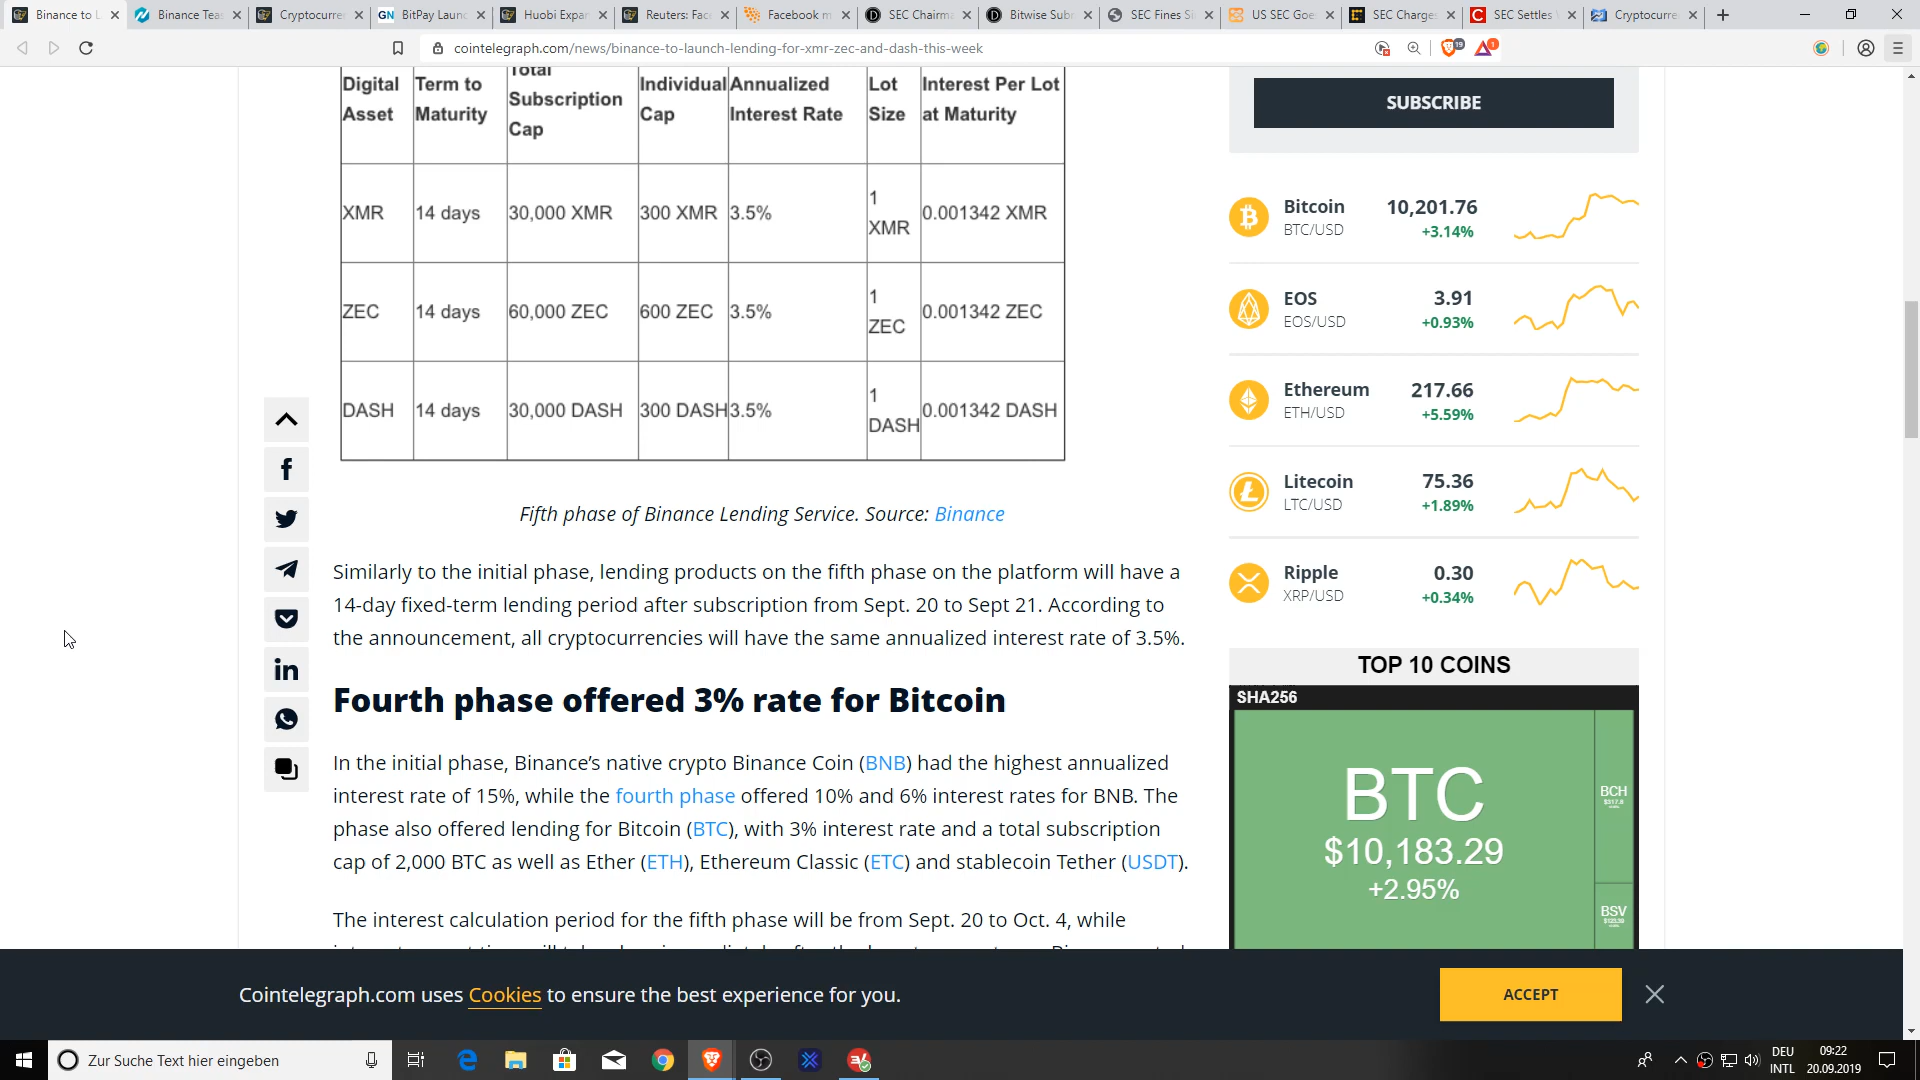 Binance to L
Binance Tea
Cryptocurre
BitPay Laun
Huobi Expa
Reuters: Fac
Facebook m
SEC Chairm
Bitwise Sub
SEC Fines Si
US SEC Goe
SEC Charge
SEC Settles
Cryptocurre
cointelegraph.com/news/binance-to-launch-lending-for-xmr-zec-and-dash-this-week
19
1
Digital Asset
Term to Maturity
Total Subscription Cap
Individual Cap
Annualized Interest Rate
Lot Size
Interest Per Lot at Maturity
XMR 14 days 30,000 XMR 300 XMR 3.5% 1 XMR 0.001342 XMR
ZEC 14 days 60,000 ZEC 600 ZEC 3.5% 1 ZEC 0.001342 ZEC
DASH 14 days 30,000 DASH 300 DASH 3.5% 1 DASH 0.001342 DASH
Fifth phase of Binance Lending Service. Source: Binance
Similarly to the initial phase, lending products on the fifth phase on the platform will have a
14-day fixed-term lending period after subscription from Sept. 20 to Sept 21. According to
the announcement, all cryptocurrencies will have the same annualized interest rate of 3.5%.
Fourth phase offered 3% rate for Bitcoin
In the initial phase, Binance’s native crypto Binance Coin (BNB) had the highest annualized
interest rate of 15%, while the fourth phase offered 10% and 6% interest rates for BNB. The
phase also offered lending for Bitcoin (BTC), with 3% interest rate and a total subscription
cap of 2,000 BTC as well as Ether (ETH), Ethereum Classic (ETC) and stablecoin Tether (USDT).
The interest calculation period for the fifth phase will be from Sept. 20 to Oct. 4, while
SUBSCRIBE
Bitcoin 10,201.76
BTC/USD +3.14%
EOS 3.91
EOS/USD +0.93%
Ethereum 217.66
ETH/USD +5.59%
Litecoin 75.36
LTC/USD +1.89%
Ripple 0.30
XRP/USD +0.34%
TOP 10 COINS
SHA256
BTC
$10,183.29
+2.95%
BCH
BSV
Cointelegraph.com uses Cookies to ensure the best experience for you.
ACCEPT
Zur Suche Text hier eingeben
DEU
INTL
09:22
20.09.2019